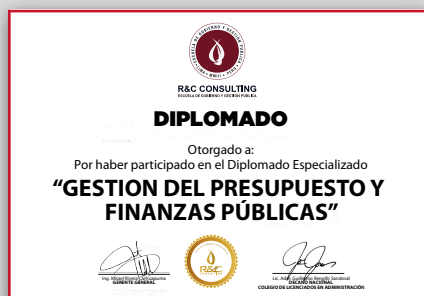 R&C CONSULTING
ESCUELA DE GOBIERNO Y GESTIÓN PÚBLICA
DIPLOMADO
Otorgado a:
Por haber participado en el Diplomado Especializado
“GESTION DEL PRESUPUESTO Y
FINANZAS PÚBLICAS”
R&C
GERENTE GENERAL
DECANO NACIONAL
COLEGIO DE LICENCIADOS EN ADMINISTRACIÓN